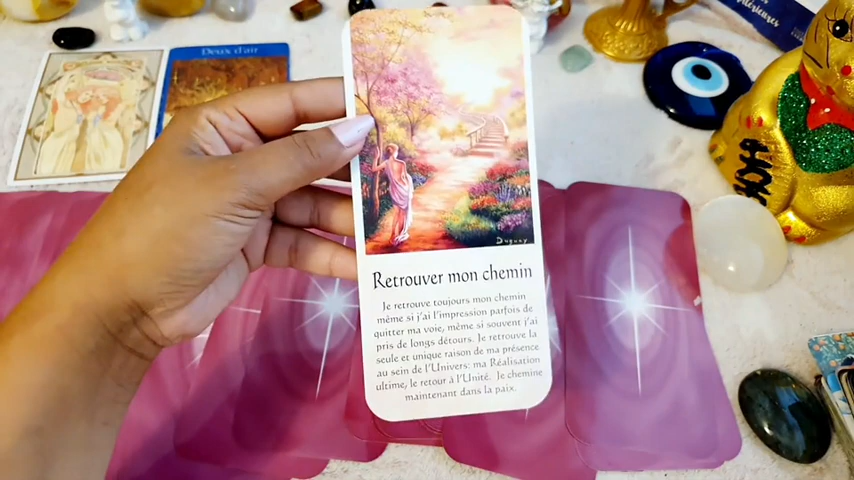 Deux d'air
mystérieuses
Duguay
Retrouver mon chemin
Je retrouve toujours mon chemin
même si j'ai l'impression parfois de
quitter ma voie, même si souvent j'ai
pris de longs détours. Je retrouve la
seule et unique raison de ma présence
au sein de l'Univers: ma Réalisation
ultime, le retour à l'Unité. Je chemine
maintenant dans la paix.